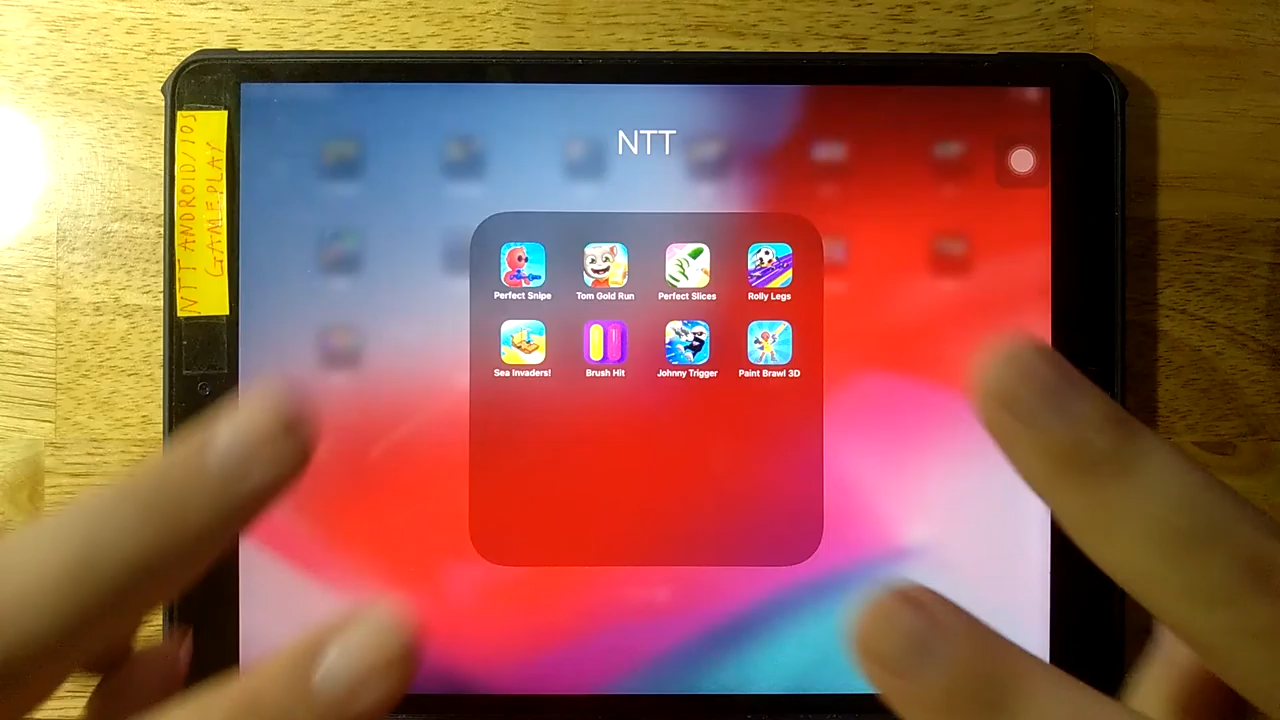 NTT ANDROID/IOS
GAMEPLAY
NTT
Perfect Snipe
Tom Gold Run
Perfect Slices
Rolly Legs
Sea Invaders!
Brush Hit
Johnny Trigger
Paint Brawl 3D